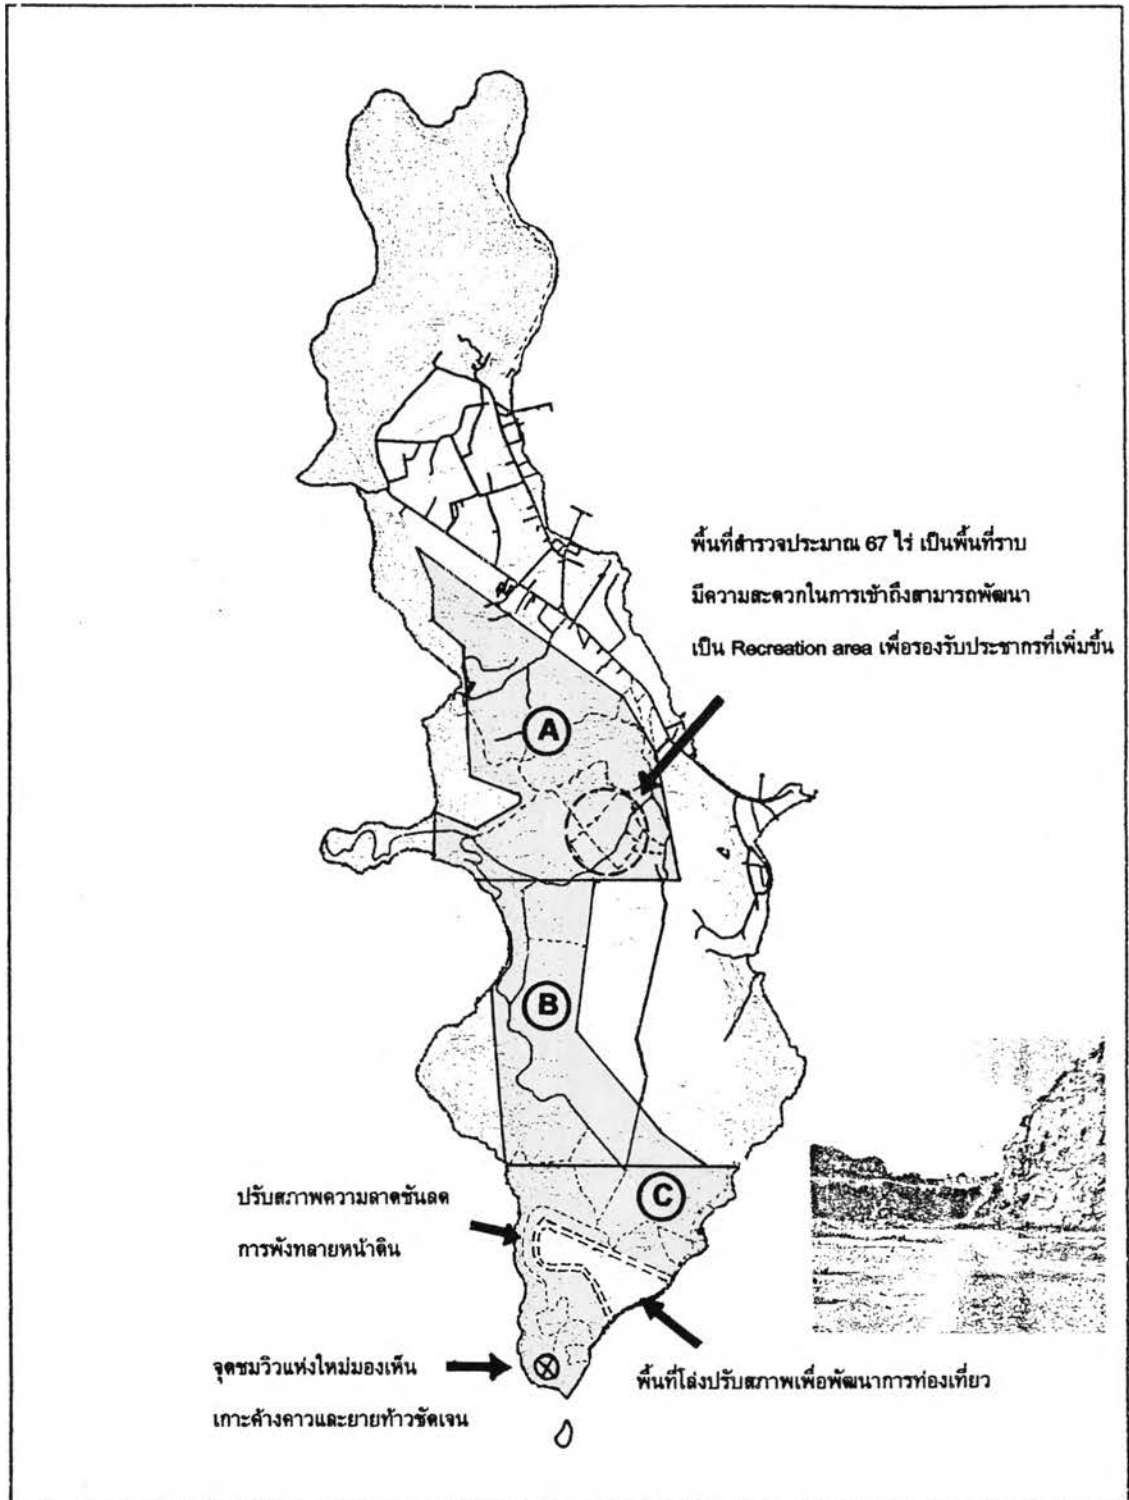 พื้นที่สำรวจประมาณ 67 ไร่ เป็นพื้นที่ราบ
มีความสะดวกในการเข้าถึงสามารถพัฒนา
เป็น Recreation area เพื่อรองรับประชากรที่เพิ่มขึ้น
A
B
C
ปรับสภาพความลาดชันลด
การพังทลายหน้าดิน
จุดชมวิวแห่งใหม่มองเห็น
เกาะค้างคาวและยายท้าวชัดเจน
พื้นที่โล่งปรับสภาพเพื่อพัฒนาการท่องเที่ยว